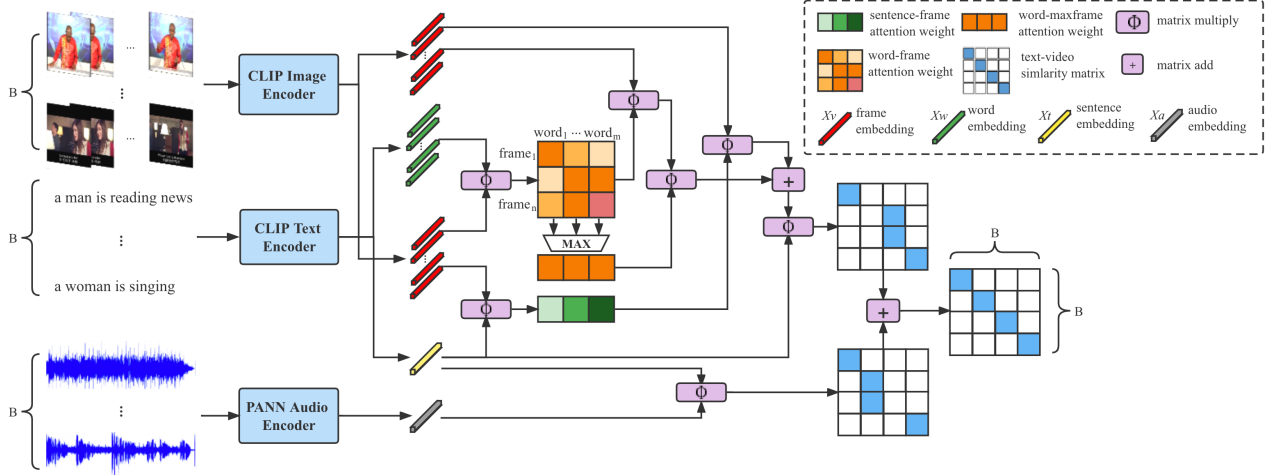 B
...
...
...
a man is reading news
B
...
a woman is singing
B
...
CLIP Image
Encoder
CLIP Text
Encoder
PANN Audio
Encoder
word1 ... wordm
frame1
framen
MAX
Φ
Φ
Φ
Φ
Φ
+
Φ
Φ
+
B
B
sentence-frame
attention weight
word-maxframe
attention weight
Φ
matrix multiply
word-frame
attention weight
text-video
similarity matrix
+
matrix add
Xv
frame
embedding
Xw
word
embedding
Xt
sentence
embedding
Xa
audio
embedding